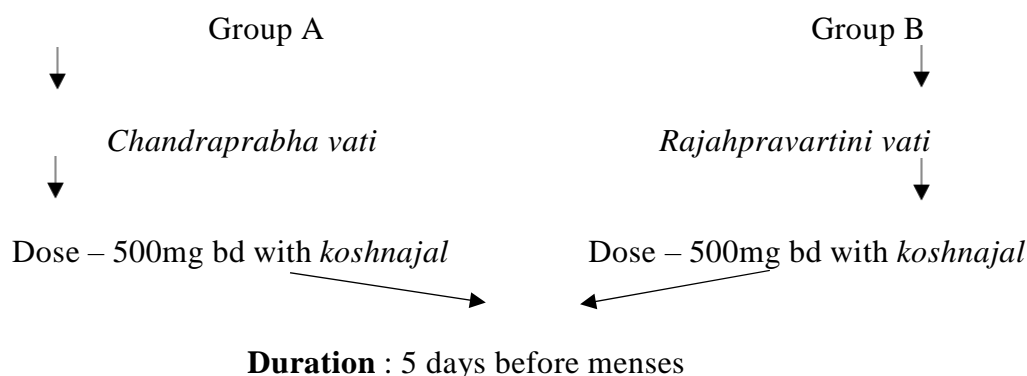 Group A Group B
Chandraprabha vati Rajahpravartini vati
Dose – 500mg bd with koshnajal Dose – 500mg bd with koshnajal
Duration : 5 days before menses